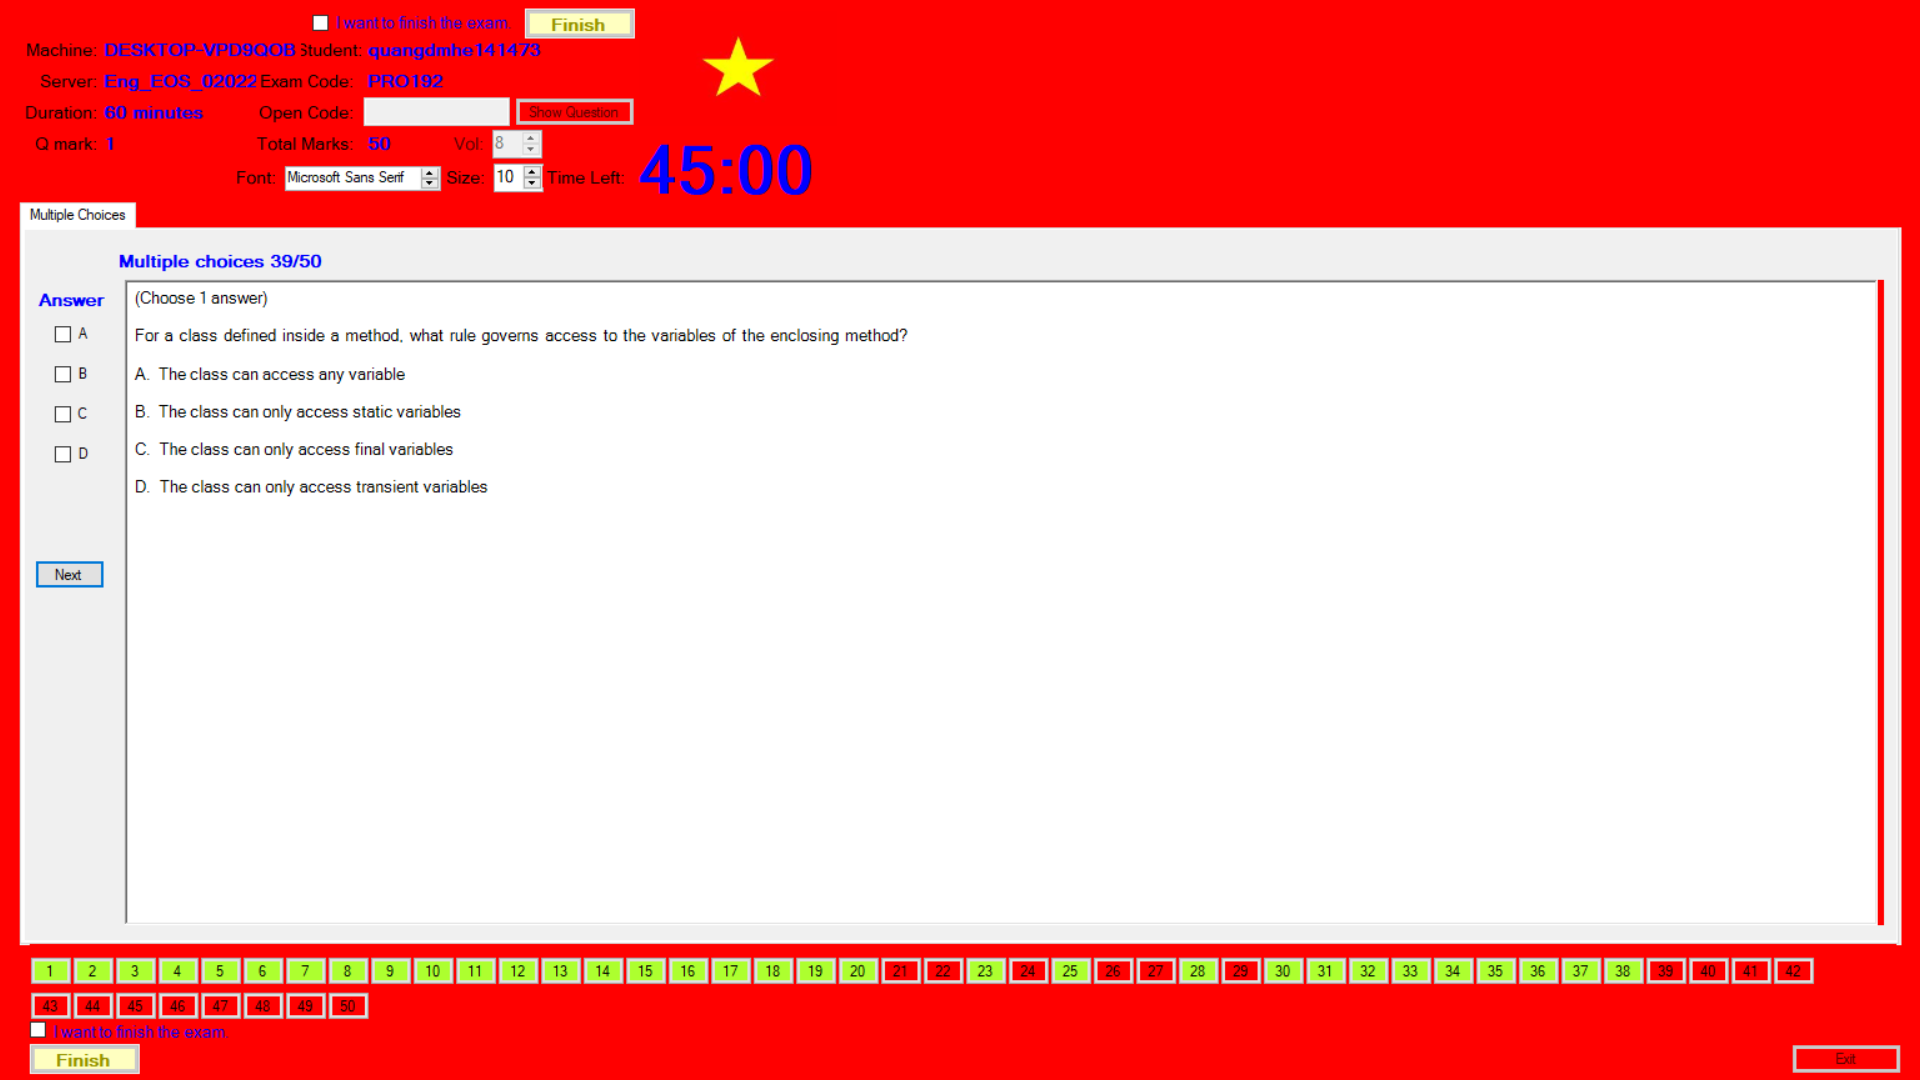 I want to finish the exam. Finish
Machine: DESKTOP-VPD9QOB Student: quangdmhe141473
Server: Eng_EOS_02022 Exam Code: PRO192
Duration: 60 minutes Open Code: Show Question
Q mark: 1 Total Marks: 50 Vol: 8
Font: Microsoft Sans Serif Size: 10 Time Left: 45:00
Multiple Choices
Multiple choices 39/50
Answer
A
B
C
D
Next
(Choose 1 answer)
For a class defined inside a method, what rule governs access to the variables of the enclosing method?
A. The class can access any variable
B. The class can only access static variables
C. The class can only access final variables
D. The class can only access transient variables
1 2 3 4 5 6 7 8 9 10 11 12 13 14 15 16 17 18 19 20 21 22 23 24 25 26 27 28 29 30 31 32 33 34 35 36 37 38 39 40 41 42
43 44 45 46 47 48 49 50
I want to finish the exam.
Finish Exit